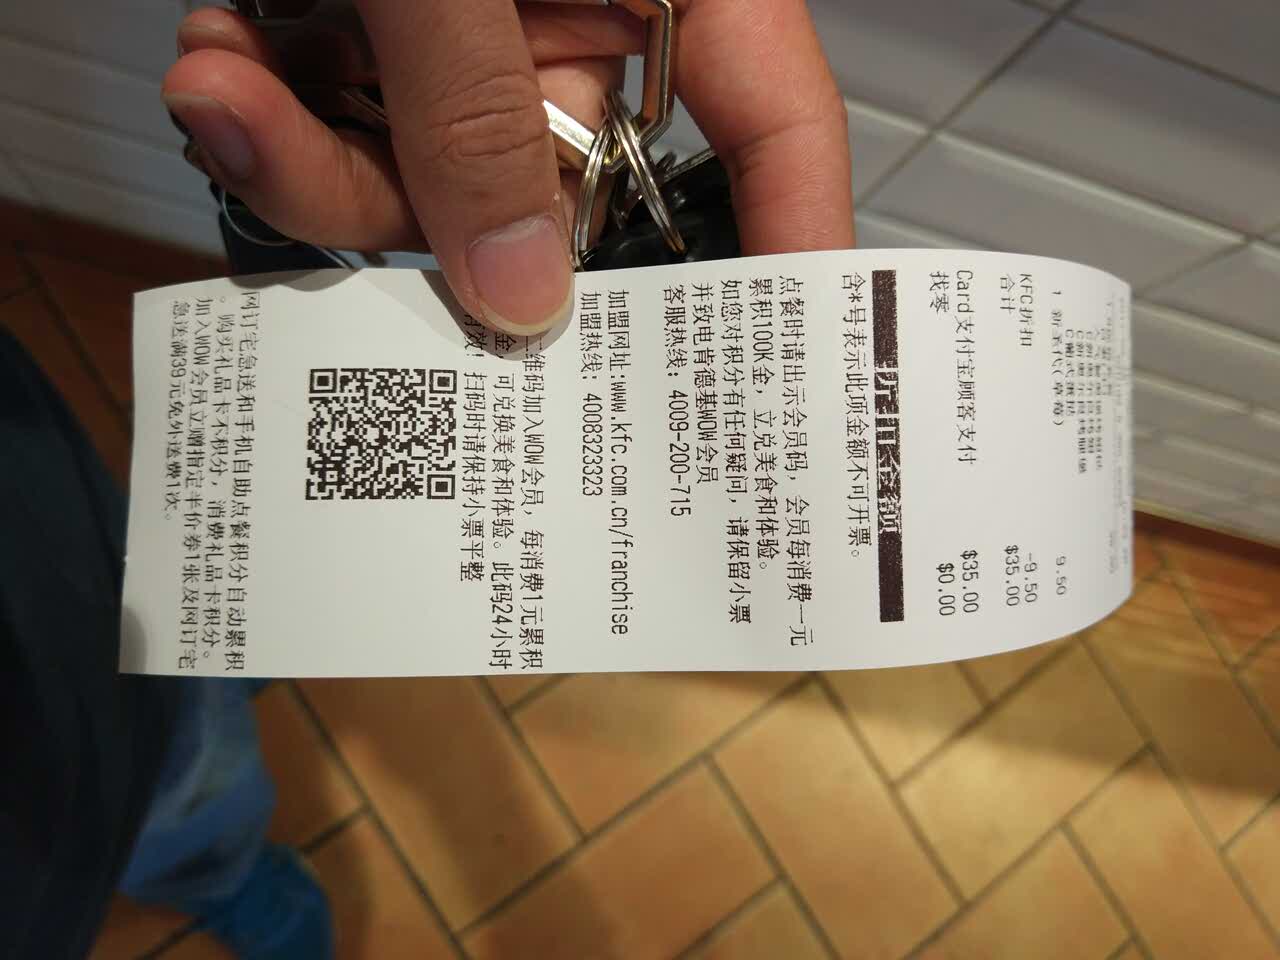 1 新圣代(草莓) 9.50
KFC折扣 -9.50
合计 $35.00
Card支付宝顾客支付 $35.00
找零 $0.00
含*号表示此项金额不可开票。
点餐时请出示会员码，会员每消费一元
累积100K金，立兑美食和体验。
如您对积分有任何疑问，请保留小票
并致电肯德基WOW会员
客服热线：4009-200-715
加盟网址:www.kfc.com.cn/franchise
加盟热线：4008323323
维码加入WOW会员，每消费1元累积
金，可兑换美食和体验。此码24小时
有效！扫码时请保持小票平整
网订宅急送和手机自助点餐积分自动累积
。购买礼品卡不积分，消费礼品卡积分。
加入WOW会员立赠指定半价券1张及网订宅
急送满39元免外送费1次。